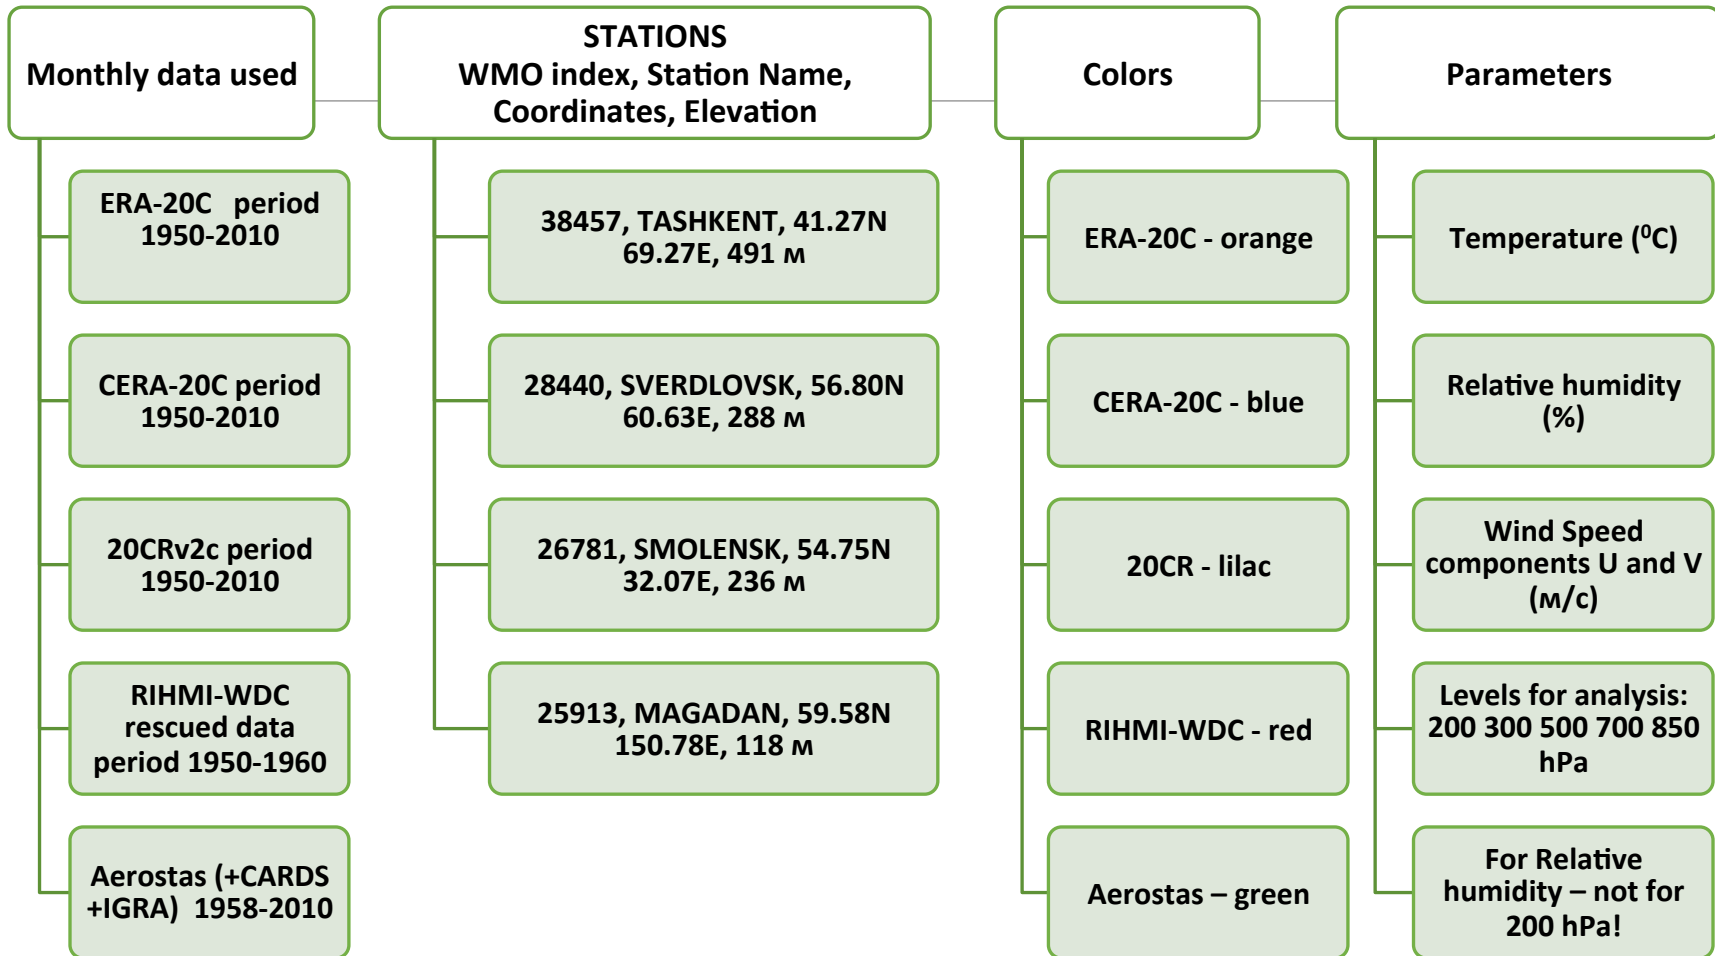 Monthly data used
ERA-20C period
1950-2010
CERA-20C period
1950-2010
20CRv2c period
1950-2010
RIHMI-WDC
rescued data
period 1950-1960
Aerostas (+CARDS
+IGRA) 1958-2010
STATIONS
WMO index, Station Name,
Coordinates, Elevation
38457, TASHKENT, 41.27N
69.27E, 491 м
28440, SVERDLOVSK, 56.80N
60.63E, 288 м
26781, SMOLENSK, 54.75N
32.07E, 236 м
25913, MAGADAN, 59.58N
150.78E, 118 м
Colors
ERA-20C - orange
CERA-20C - blue
20CR - lilac
RIHMI-WDC - red
Aerostas – green
Parameters
Temperature (⁰C)
Relative humidity
(%)
Wind Speed
components U and V
(м/с)
Levels for analysis:
200 300 500 700 850
hPa
For Relative
humidity – not for
200 hPa!